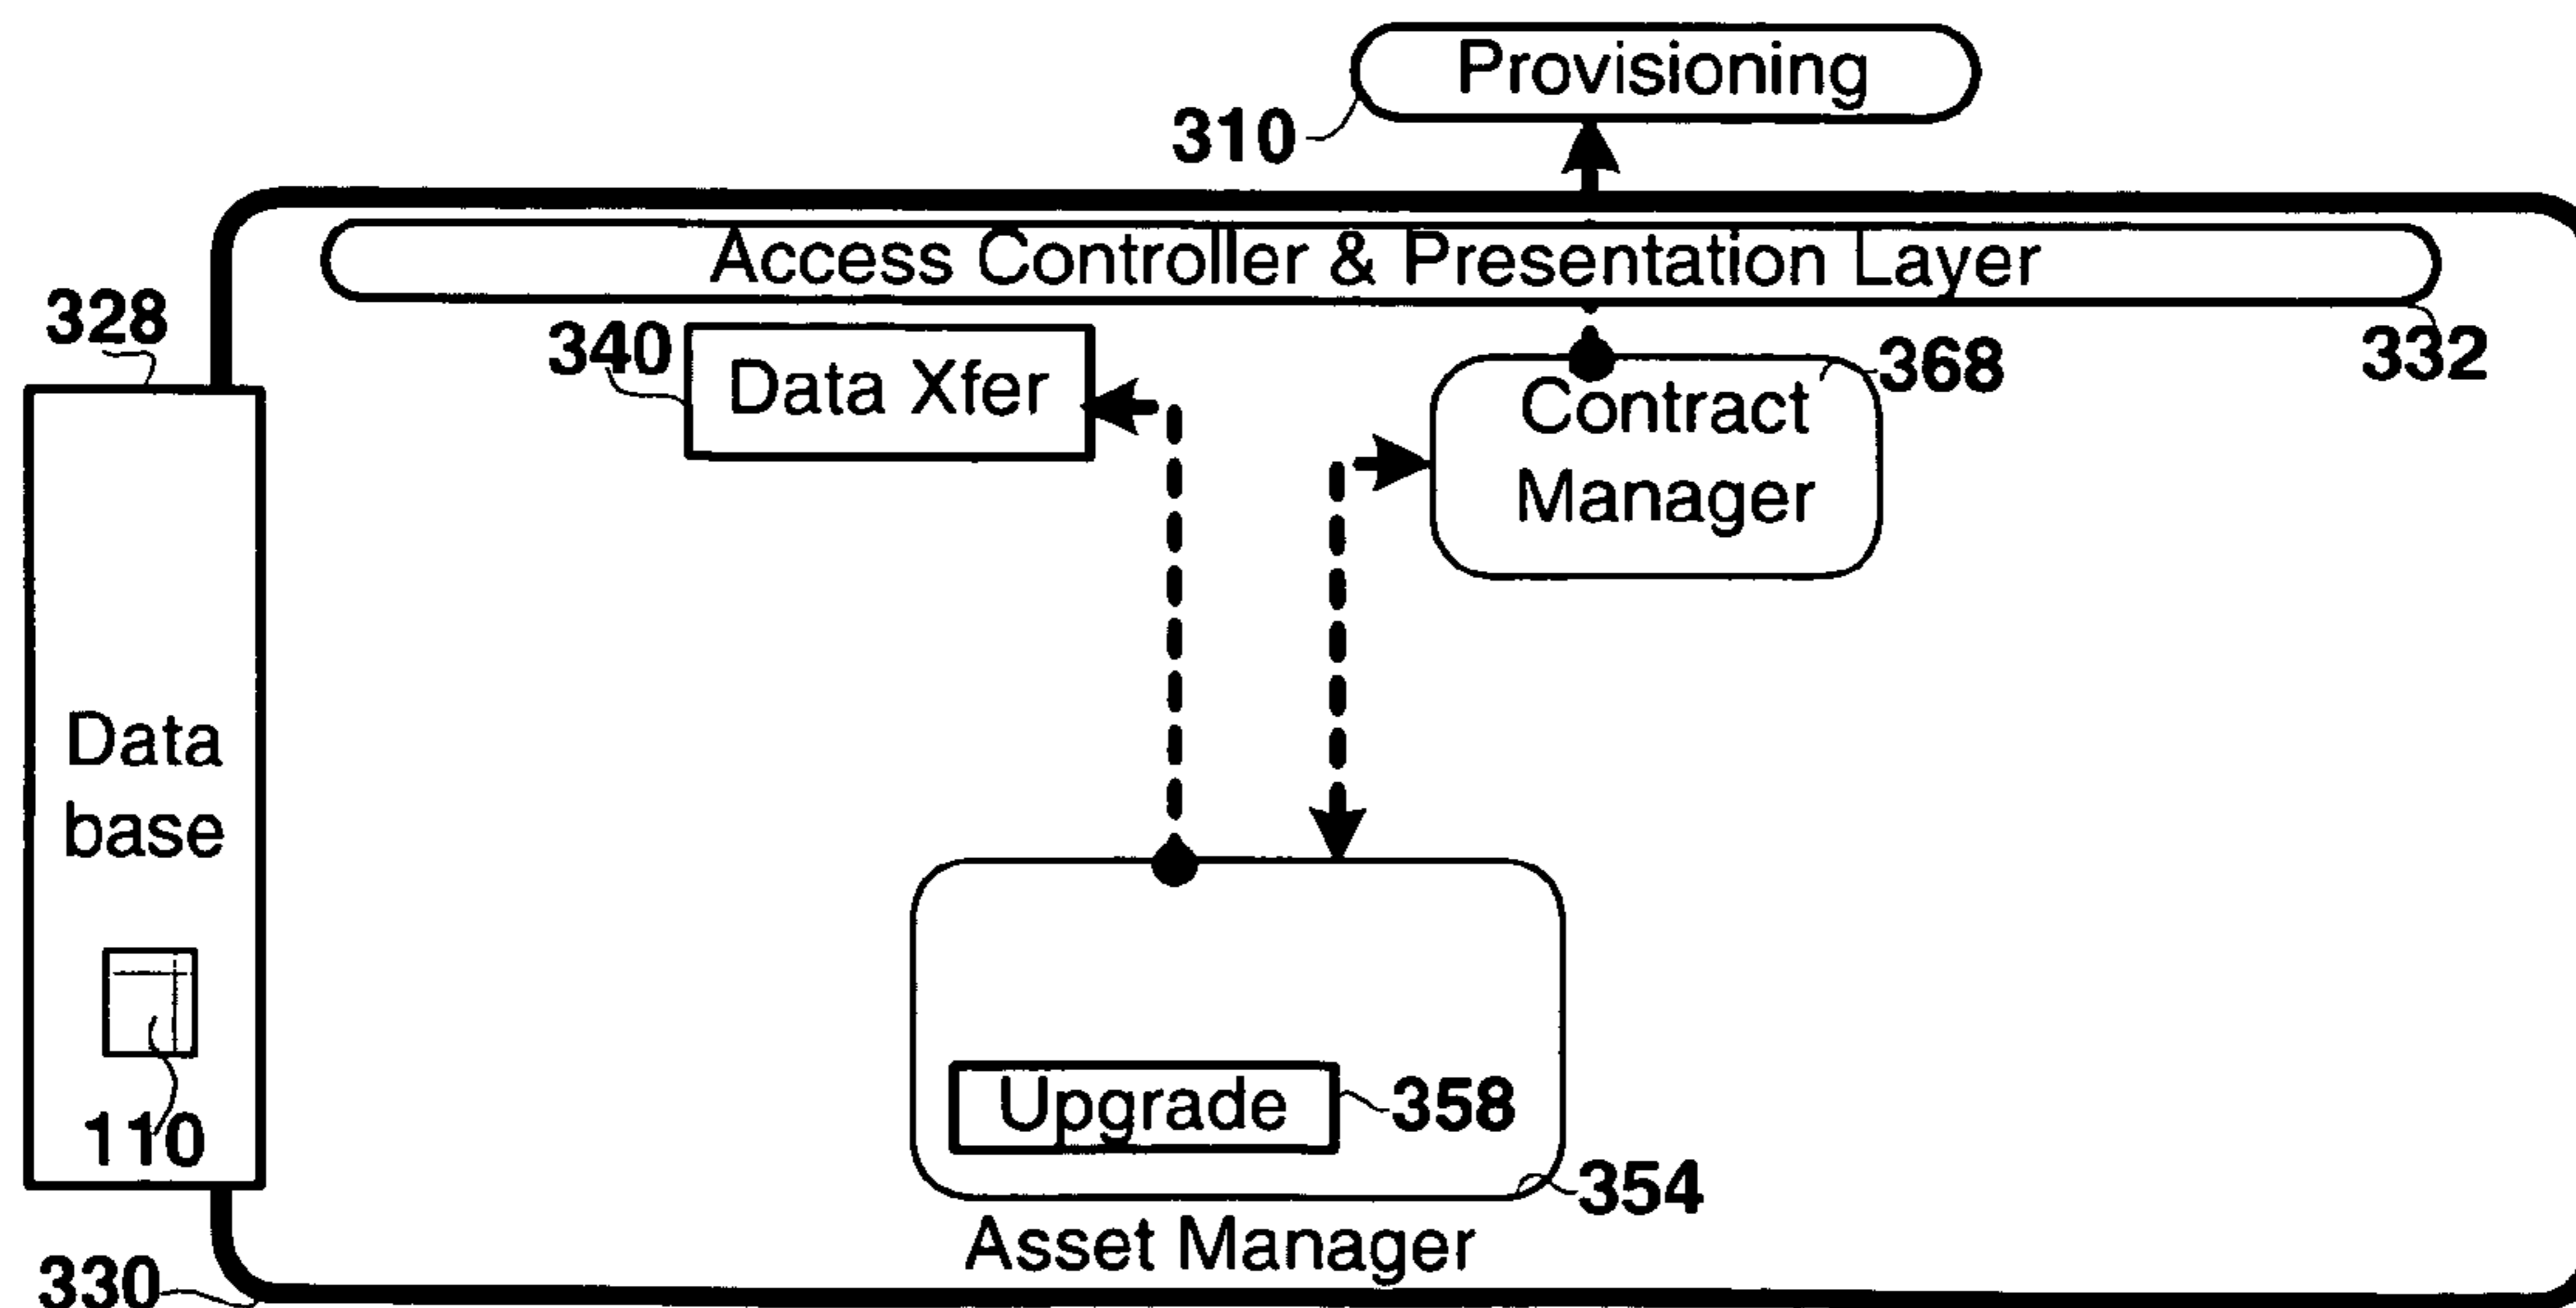 Provisioning
310
Access Controller & Presentation Layer
328
340
Data Xfer
368
332
Contract
Manager
Data
base
110
Upgrade
358
354
Asset Manager
330